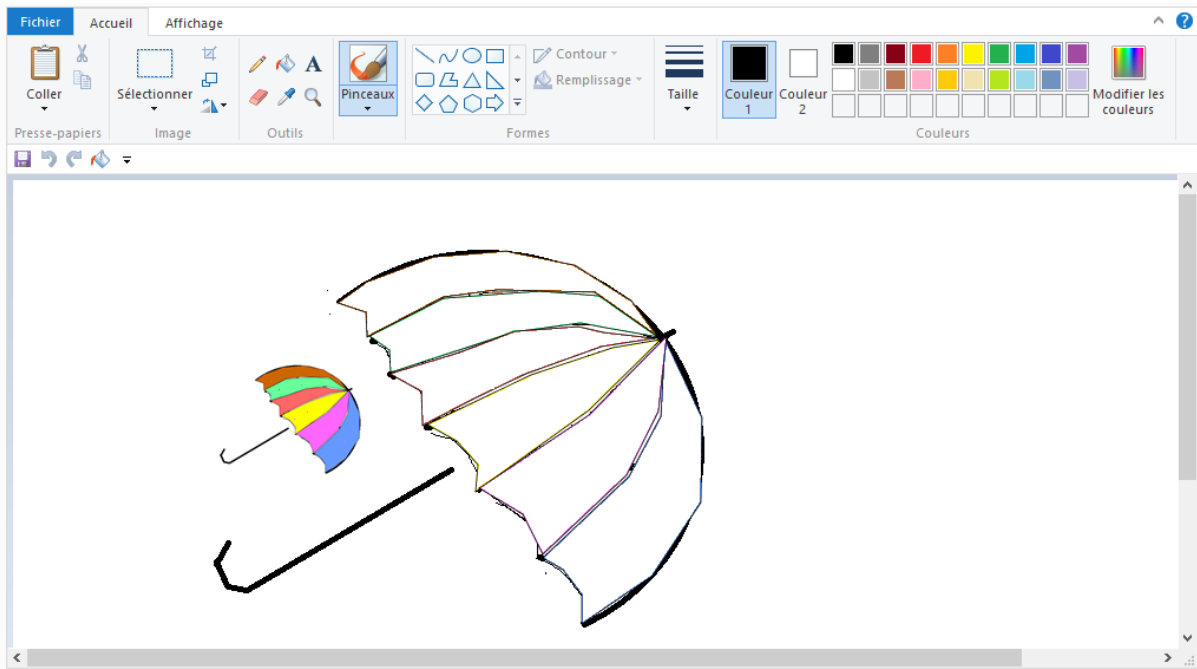 Fichier Accueil Affichage
Coller
Sélectionner
A
Pinceaux
Contour
Remplissage
Taille
Couleur
1
Couleur
2
Modifier les
couleurs
Presse-papiers Image Outils Formes Couleurs